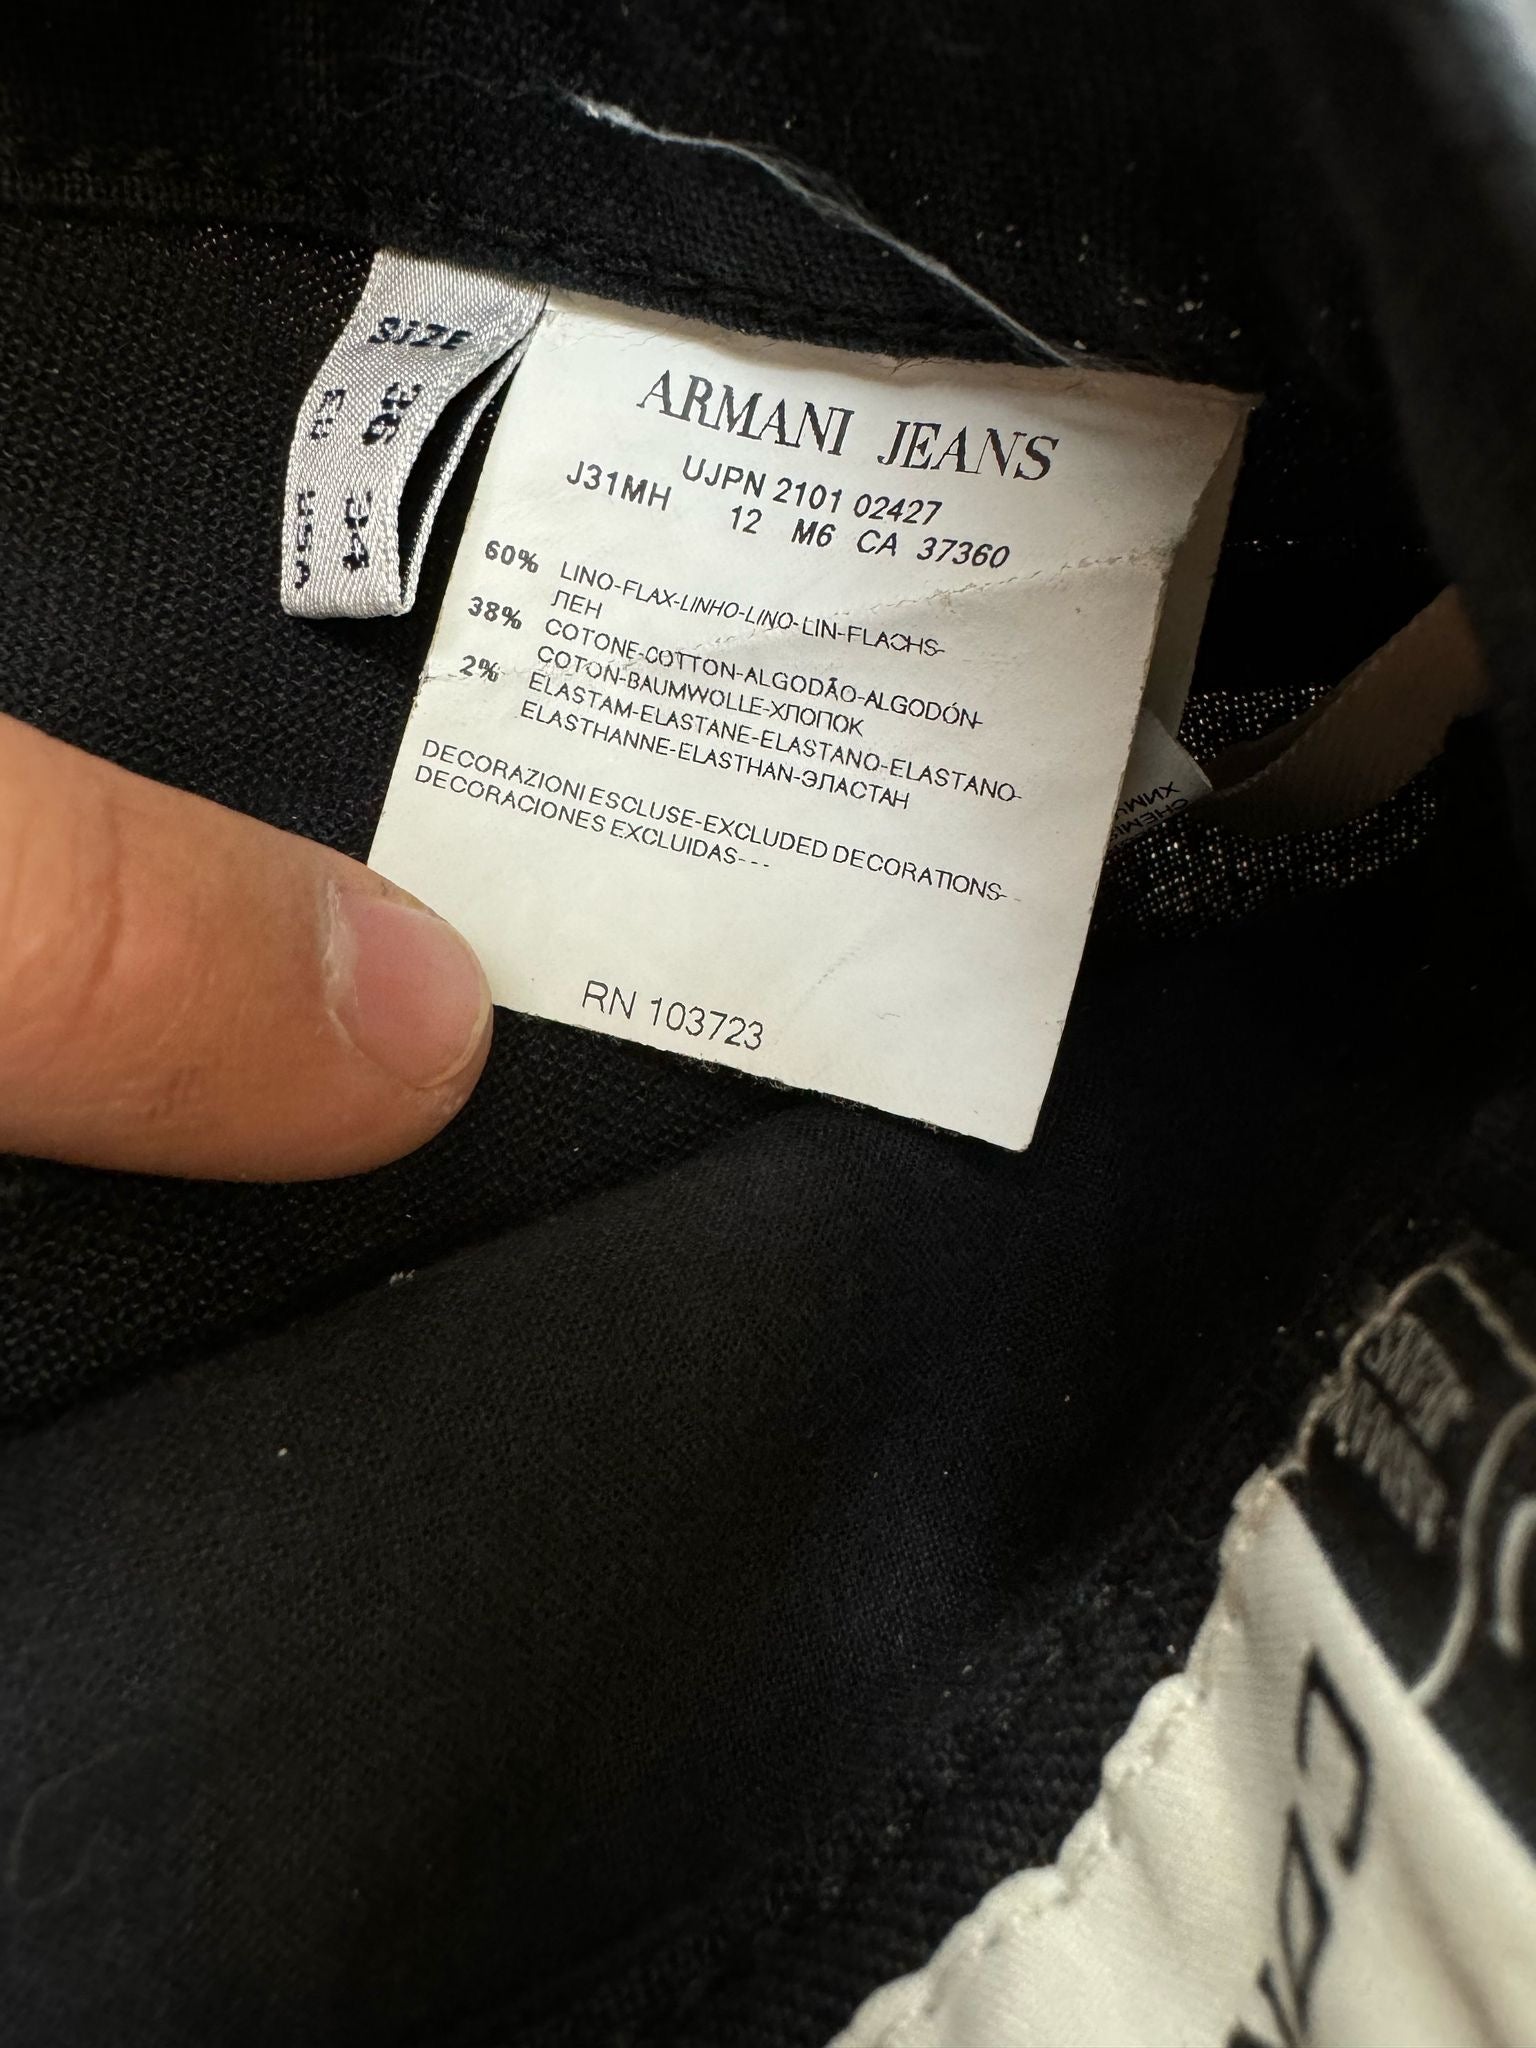 SIZE
36 34
EU USA
ARMANI JEANS
UJPN 2101 02427
J31MH 12 M6 CA 37360
60% LINO-FLAX-LINHO-LINO-LIN-FLACHS-
ЛЕН
38% COTONE-COTTON-ALGODÃO-ALGODÓN-
COTON-BAUMWOLLE-ХЛОПОК
2% ELASTAM-ELASTANE-ELASTANO-ELASTANO-
ELASTHANNE-ELASTHAN-ЭЛАСТАН
DECORAZIONI ESCLUSE-EXCLUDED DECORATIONS-
DECORACIONES EXCLUIDAS---
RN 103723